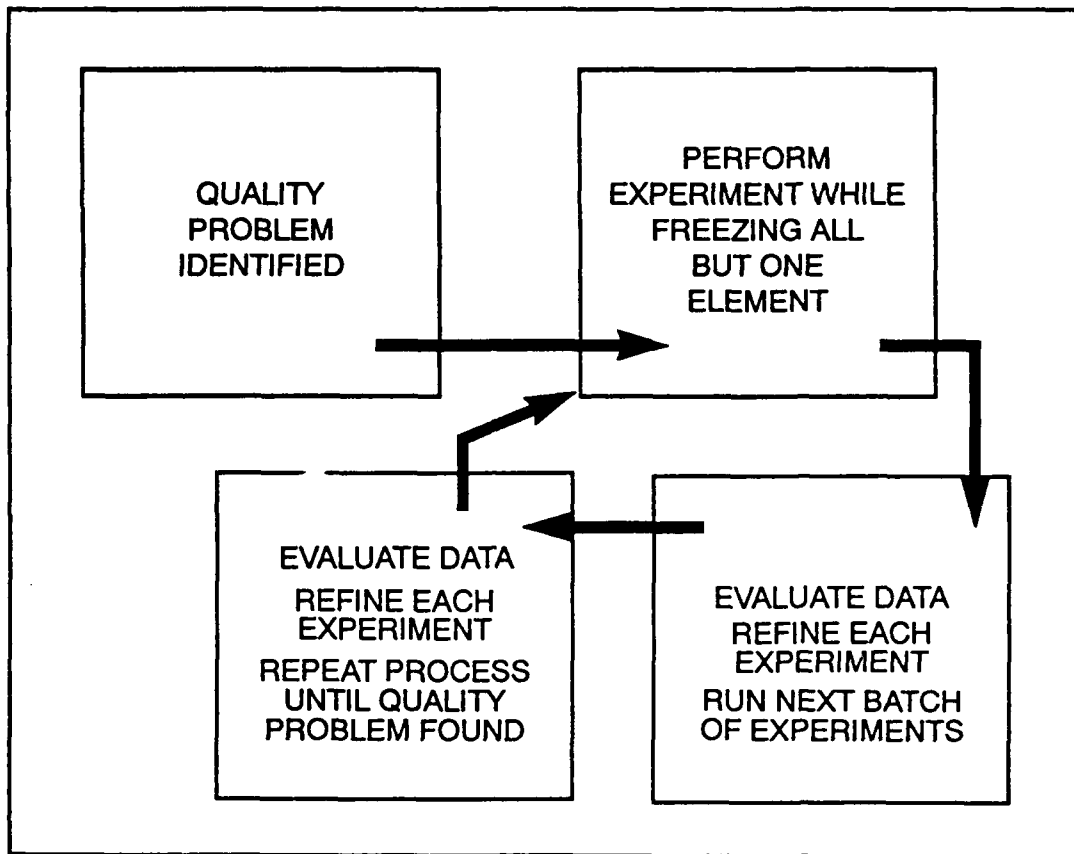 QUALITY
PROBLEM
IDENTIFIED
PERFORM
EXPERIMENT WHILE
FREEZING ALL
BUT ONE
ELEMENT
EVALUATE DATA
REFINE EACH
EXPERIMENT
REPEAT PROCESS
UNTIL QUALITY
PROBLEM FOUND
EVALUATE DATA
REFINE EACH
EXPERIMENT
RUN NEXT BATCH
OF EXPERIMENTS